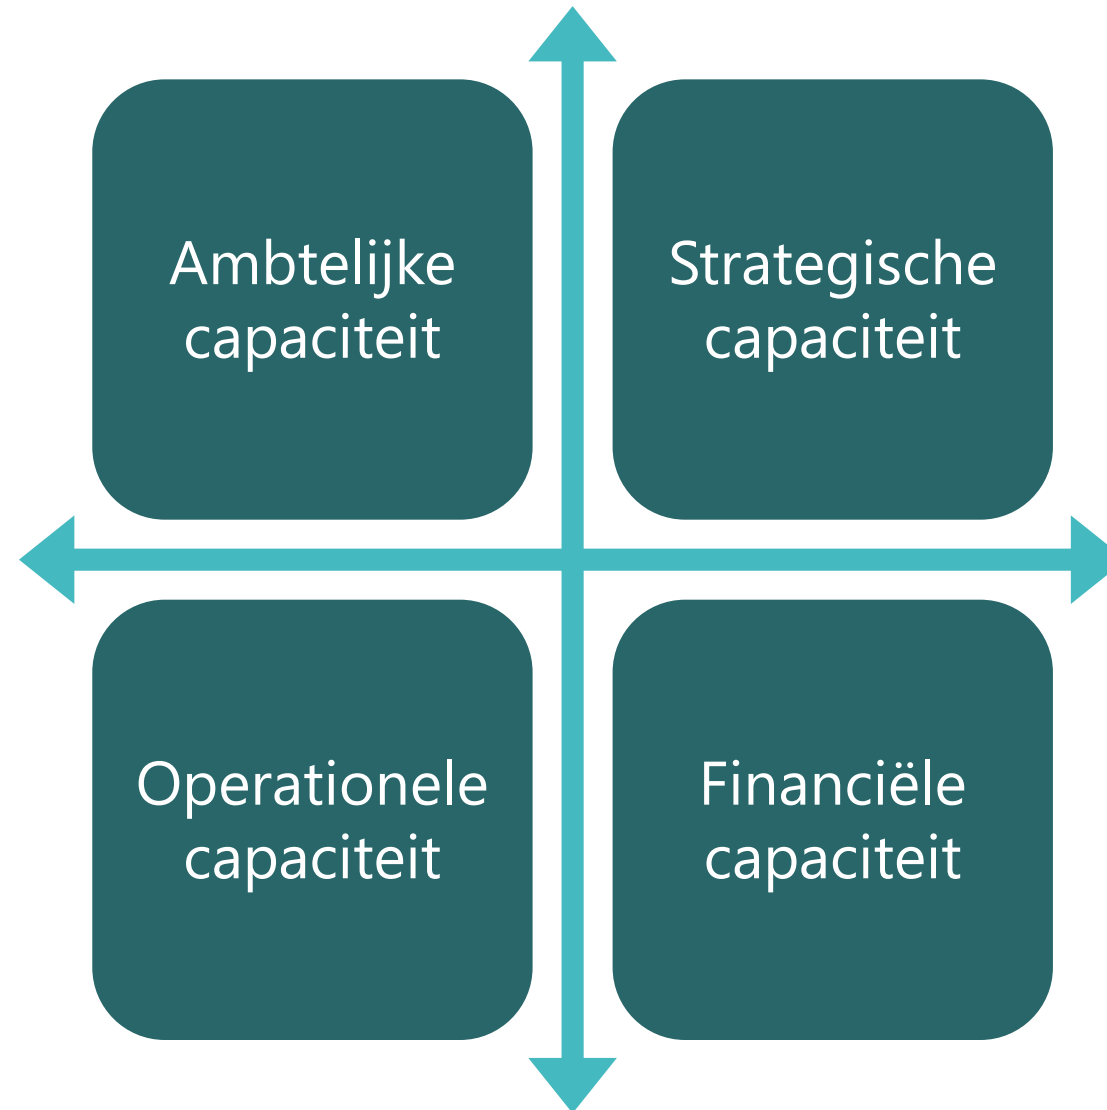 Ambtelijke
capaciteit
Strategische
capaciteit
Operationele
capaciteit
Financiële
capaciteit